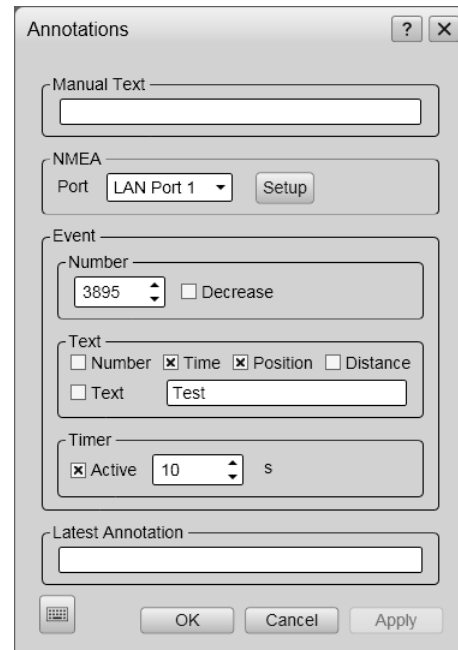 Annotations ? X
Manual Text
NMEA
Port LAN Port 1 Setup
Event
Number
3895 Decrease
Text
Number Time Position Distance
Text Test
Timer
Active 10 s
Latest Annotation
OK Cancel Apply